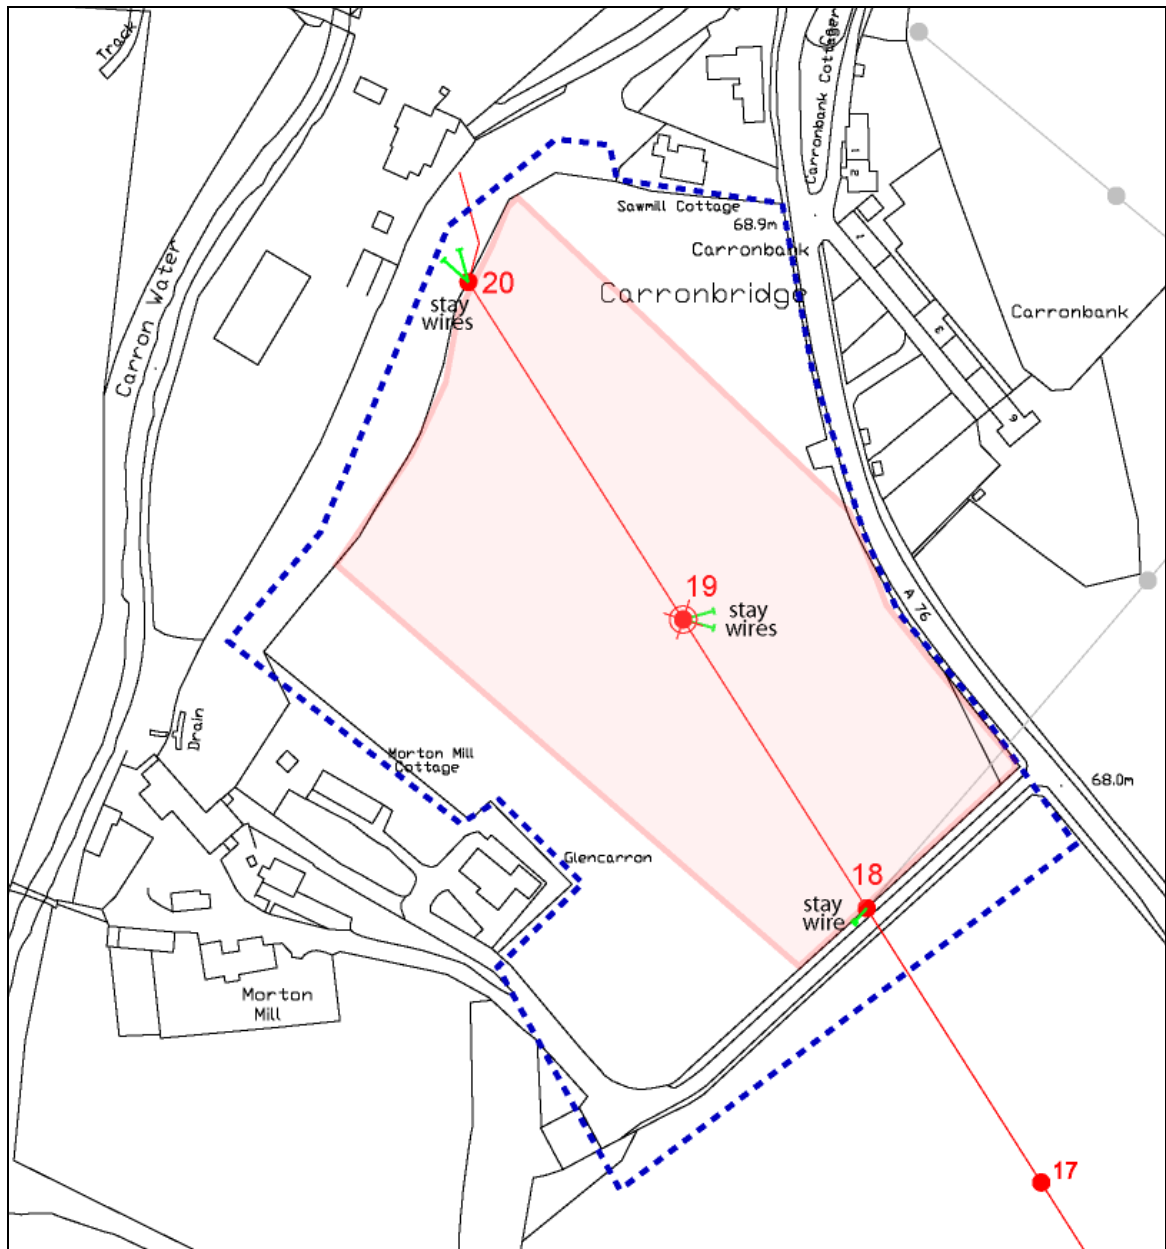 Track
Carronbank Cottages
1
2
Sawmill Cottage
68.9m
Carronbank
1
Carron Water
20
Carronbridge
stay
wires
Carronbank
3
6
19
stay
wires
A 76
Drain
Morton Mill
Cottage
68.0m
Glencarron
18
stay
wire
Morton
Mill
17